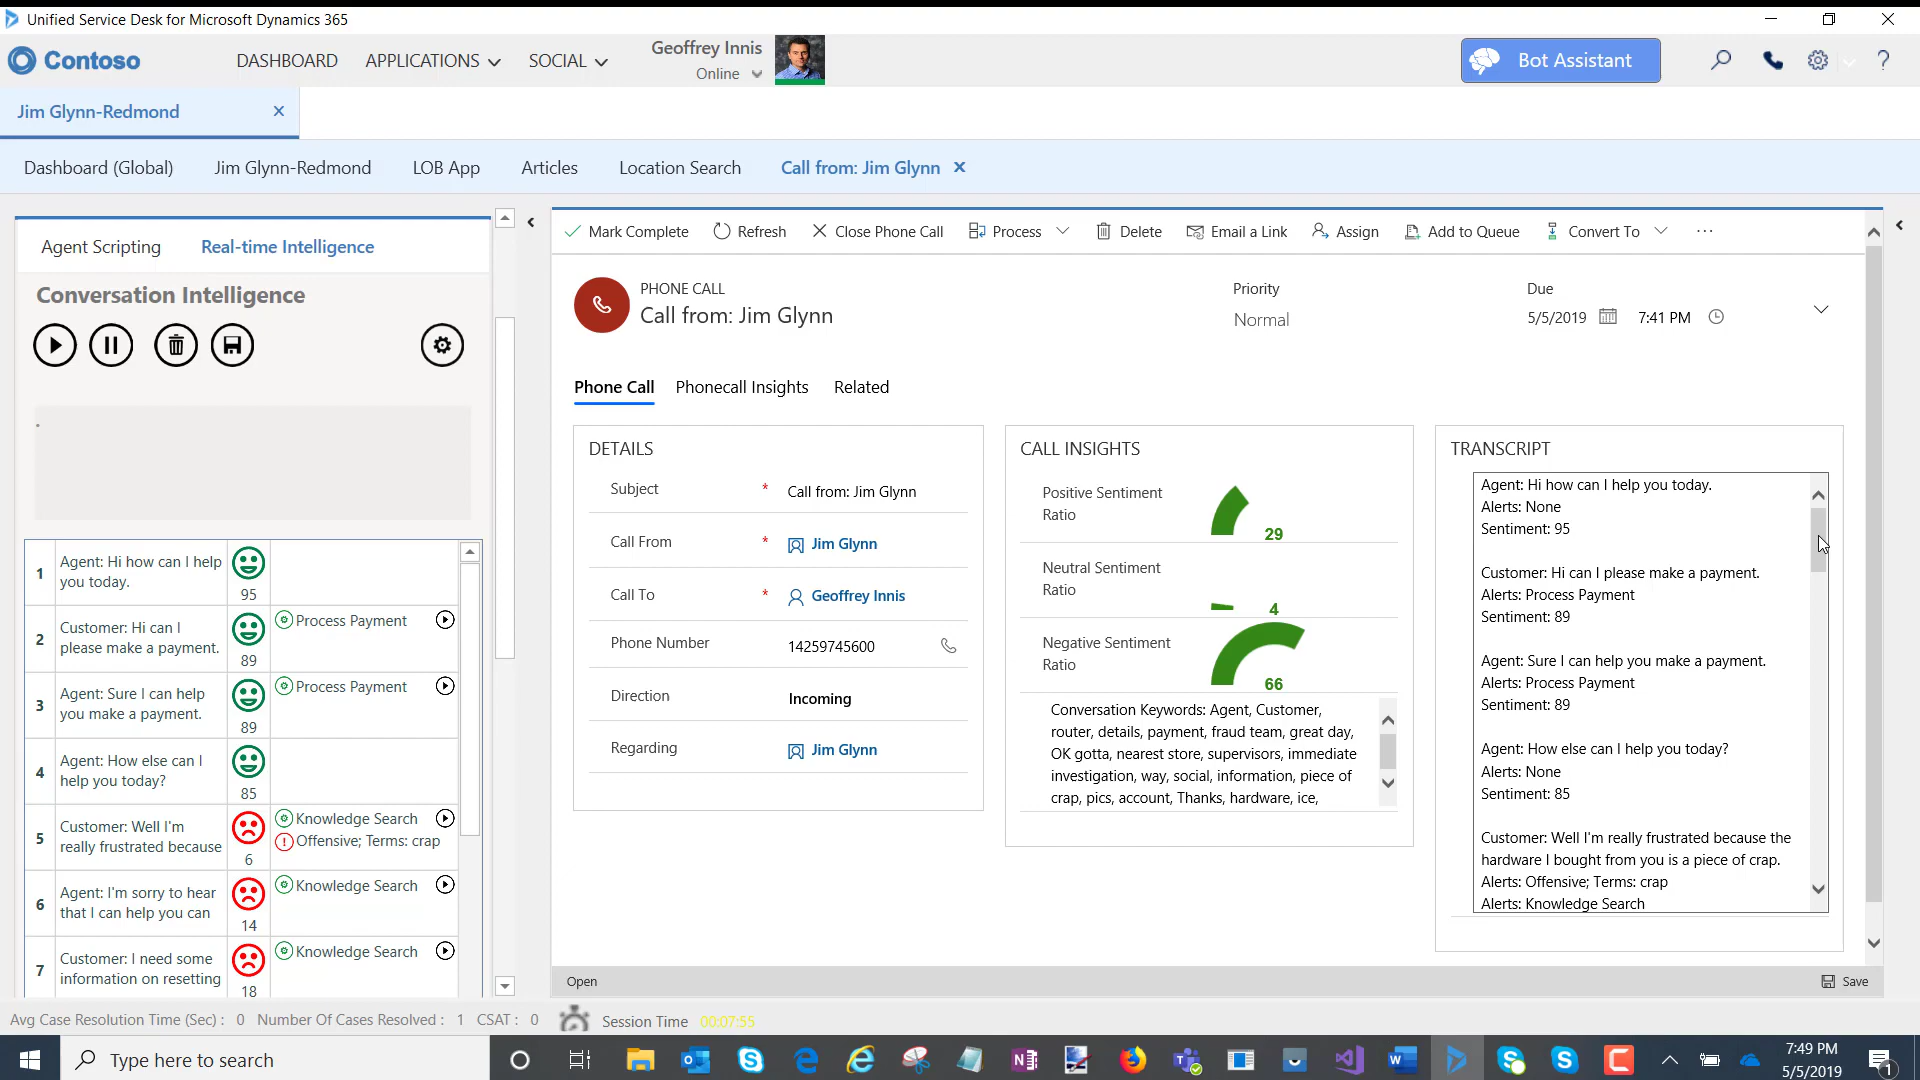 Unified Service Desk for Microsoft Dynamics 365
Contoso
DASHBOARD
APPLICATIONS
SOCIAL
Geoffrey Innis
Online
Bot Assistant
?
Jim Glynn-Redmond
Dashboard (Global)
Jim Glynn-Redmond
LOB App
Articles
Location Search
Call from: Jim Glynn
Agent Scripting
Real-time Intelligence
Conversation Intelligence
.
1
Agent: Hi how can I help
you today.
95
2
Customer: Hi can I
please make a payment.
89
Process Payment
3
Agent: Sure I can help
you make a payment.
89
Process Payment
4
Agent: How else can I
help you today?
85
5
Customer: Well I'm
really frustrated because
6
Knowledge Search
Offensive; Terms: crap
6
Agent: I'm sorry to hear
that I can help you can
14
Knowledge Search
7
Customer: I need some
information on resetting
18
Knowledge Search
Mark Complete
Refresh
Close Phone Call
Process
Delete
Email a Link
Assign
Add to Queue
Convert To
...
PHONE CALL
Call from: Jim Glynn
Priority
Normal
Due
5/5/2019
7:41 PM
Phone Call
Phonecall Insights
Related
DETAILS
Subject * Call from: Jim Glynn
Call From * Jim Glynn
Call To * Geoffrey Innis
Phone Number 14259745600
Direction Incoming
Regarding Jim Glynn
CALL INSIGHTS
Positive Sentiment
Ratio
29
Neutral Sentiment
Ratio
4
Negative Sentiment
Ratio
66
Conversation Keywords: Agent, Customer,
router, details, payment, fraud team, great day,
OK gotta, nearest store, supervisors, immediate
investigation, way, social, information, piece of
crap, pics, account, Thanks, hardware, ice,
TRANSCRIPT
Agent: Hi how can I help you today.
Alerts: None
Sentiment: 95
Customer: Hi can I please make a payment.
Alerts: Process Payment
Sentiment: 89
Agent: Sure I can help you make a payment.
Alerts: Process Payment
Sentiment: 89
Agent: How else can I help you today?
Alerts: None
Sentiment: 85
Customer: Well I'm really frustrated because the
hardware I bought from you is a piece of crap.
Alerts: Offensive; Terms: crap
Alerts: Knowledge Search
Open
Save
Avg Case Resolution Time (Sec) : 0
Number Of Cases Resolved : 1
CSAT : 0
Session Time 00:07:55
Type here to search
7:49 PM
5/5/2019
1